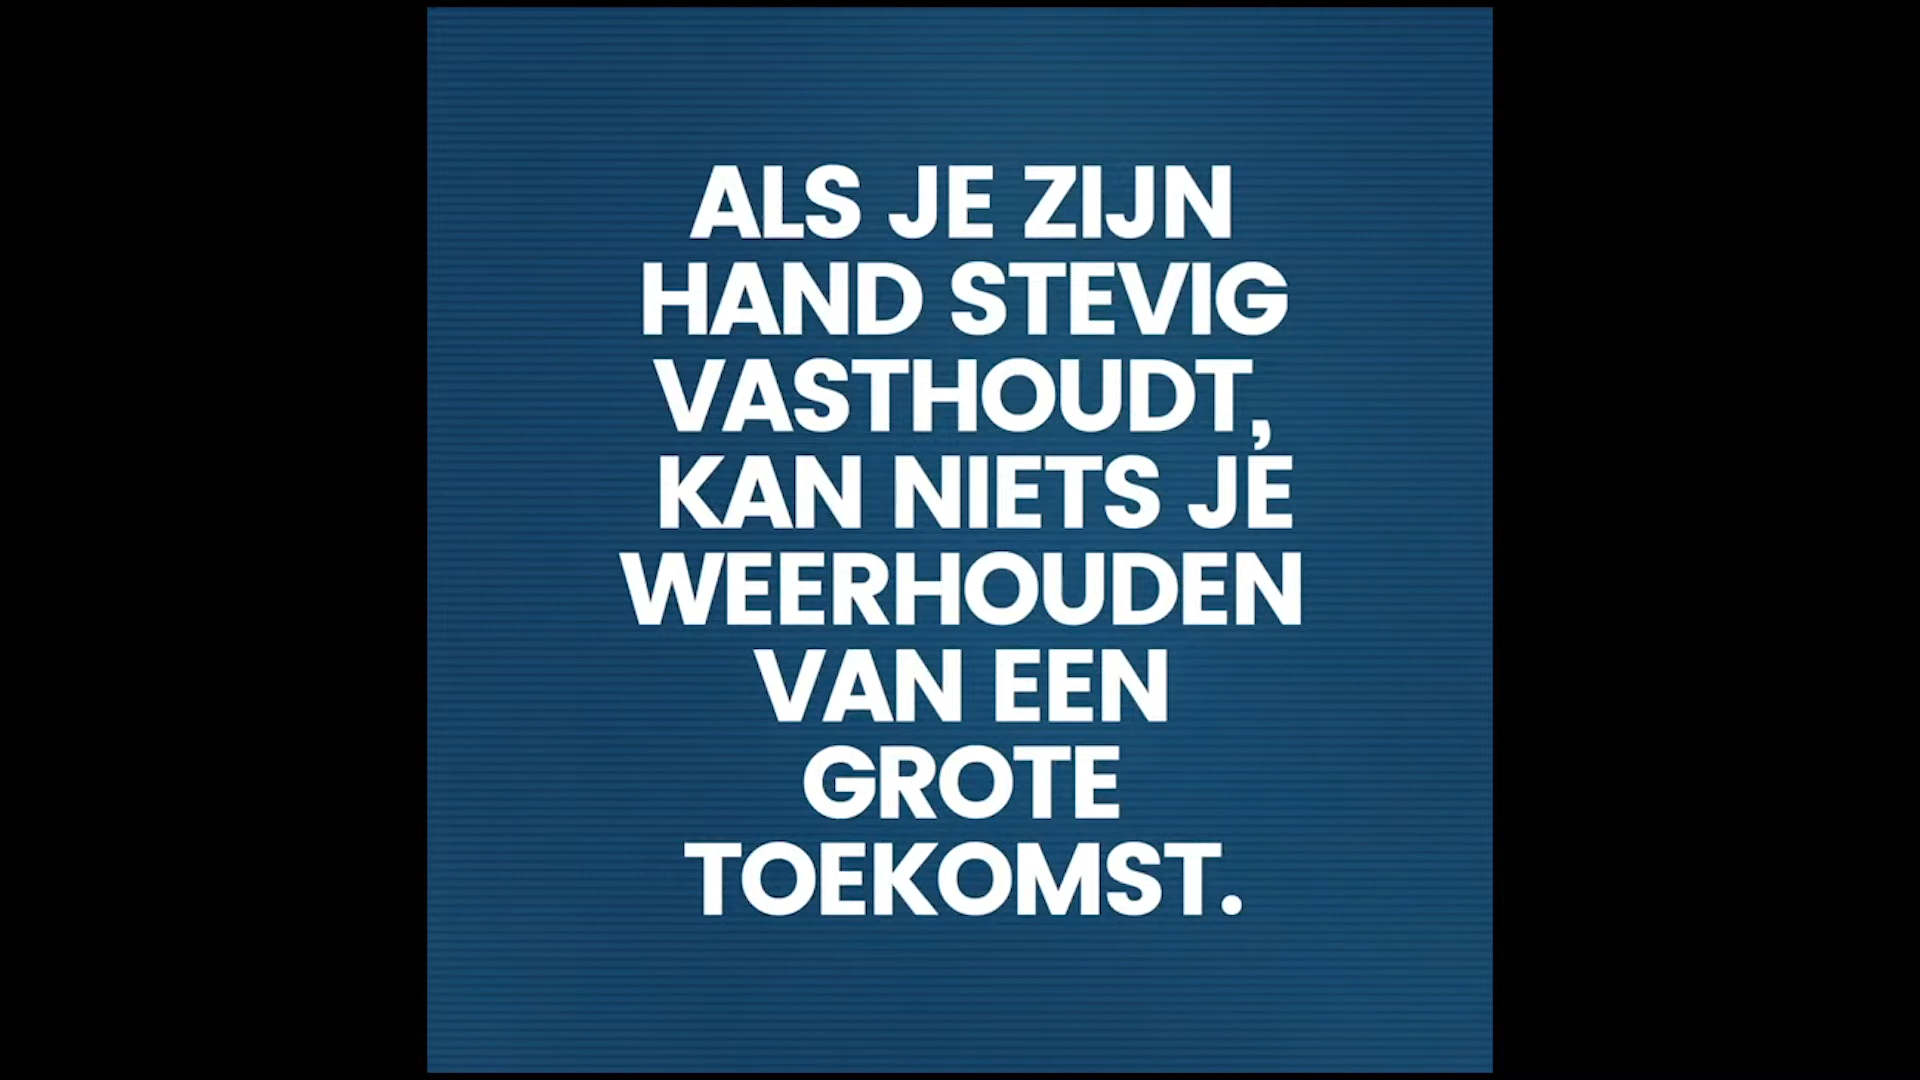 ALS JE ZIJN
HAND STEVIG
VASTHOUDT,
KAN NIETS JE
WEERHOUDEN
VAN EEN
GROTE
TOEKOMST.